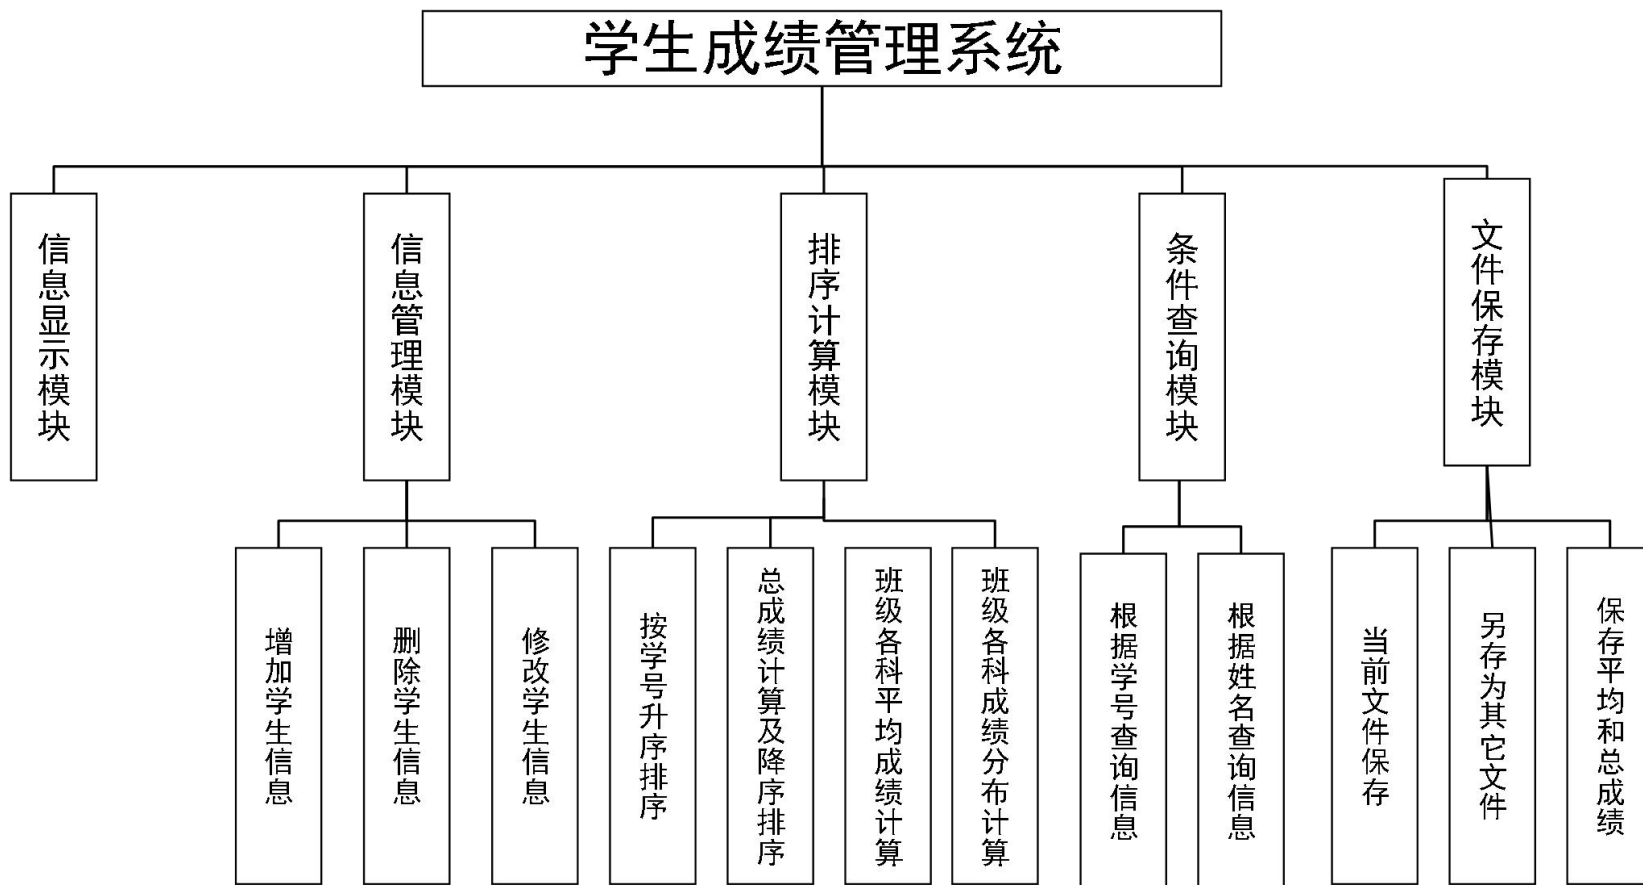 学生成绩管理系统
信息显示模块
信息管理模块
排序计算模块
条件查询模块
文件保存模块
增加学生信息
删除学生信息
修改学生信息
按学号升序排序
总成绩计算及降序排序
班级各科平均成绩计算
班级各科成绩分布计算
根据学号查询信息
根据姓名查询信息
当前文件保存
另存为其它文件
保存平均和总成绩